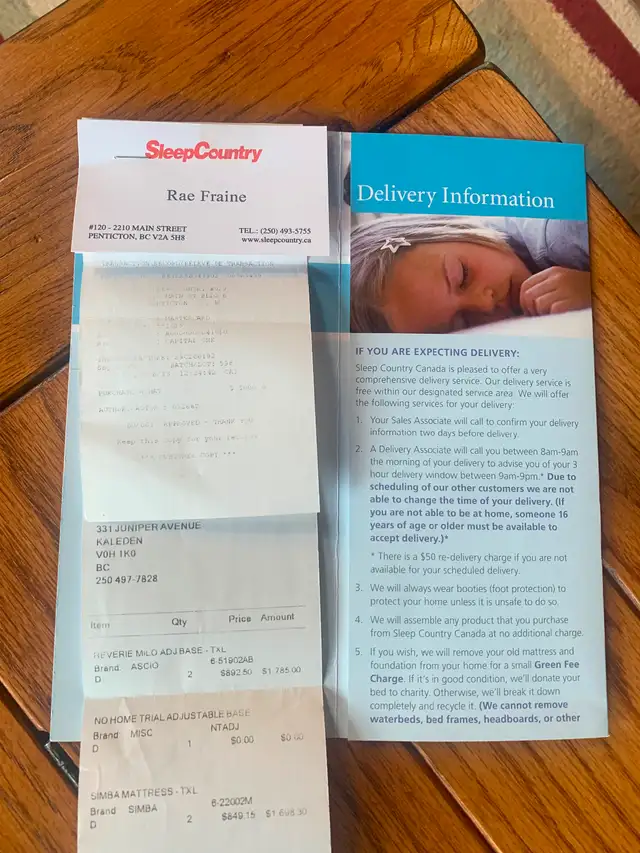 SleepCountry
Rae Fraine
#120 - 2210 MAIN STREET
PENTICTON, BC V2A 5H8
TEL.: (250) 493-5755
www.sleepcountry.ca
TRANSACTION
Keep this
331 JUNIPER AVENUE
KALEDEN
V0H 1K0
BC
250 497-7828
Item Qty Price Amount
REVERIE MILO ADJ BASE - TXL
6-51902AB
Brand ASCIO
D 2 $892.50 $1 785.00
NO HOME TRIAL ADJUSTABLE BASE
NTADJ
Brand MISC
D 1 $0.00 $0.00
SIMBA MATTRESS - TXL
6-22002M
Brand SIMBA
D 2 $849.15 $1 698.30
Delivery Information
IF YOU ARE EXPECTING DELIVERY:
Sleep Country Canada is pleased to offer a very
comprehensive delivery service. Our delivery service is
free within our designated service area. We will offer
the following services for your delivery:
1. Your Sales Associate will call to confirm your delivery
information two days before delivery.
2. A Delivery Associate will call you between 8am-9am
the morning of your delivery to advise you of your 3
hour delivery window between 9am-9pm.* Due to
scheduling of our other customers we are not
able to change the time of your delivery. (If
you are not able to be at home, someone 16
years of age or older must be available to
accept delivery.)*
* There is a $50 re-delivery charge if you are not
available for your scheduled delivery.
3. We will always wear booties (foot protection) to
protect your home unless it is unsafe to do so.
4. We will assemble any product that you purchase
from Sleep Country Canada at no additional charge.
5. If you wish, we will remove your old mattress and
foundation from your home for a small Green Fee
Charge. If it's in good condition, we'll donate your
bed to charity. Otherwise, we'll break it down
completely and recycle it. (We cannot remove
waterbeds, bed frames, headboards, or other